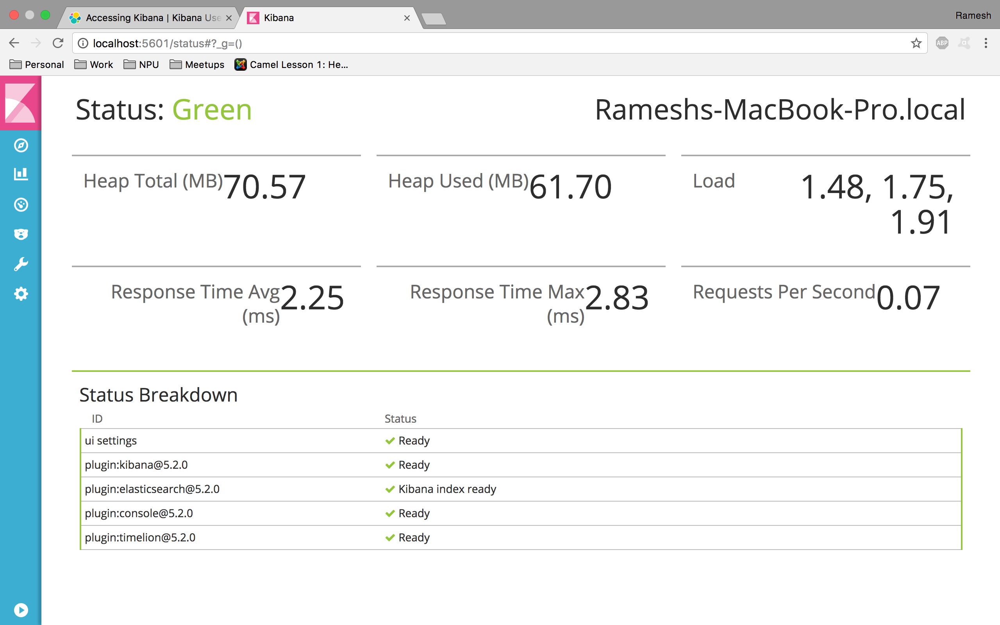 Accessing Kibana | Kibana Use
Kibana
Ramesh
localhost:5601/status#?_g=()
ABP
a
Personal
Work
NPU
Meetups
Camel Lesson 1: He...
Status: Green
Rameshs-MacBook-Pro.local
Heap Total (MB) 70.57
Heap Used (MB) 61.70
Load 1.48, 1.75,
1.91
Response Time Avg
(ms) 2.25
Response Time Max
(ms) 2.83
Requests Per Second 0.07
Status Breakdown
ID Status
ui settings Ready
plugin:kibana@5.2.0 Ready
plugin:elasticsearch@5.2.0 Kibana index ready
plugin:console@5.2.0 Ready
plugin:timelion@5.2.0 Ready